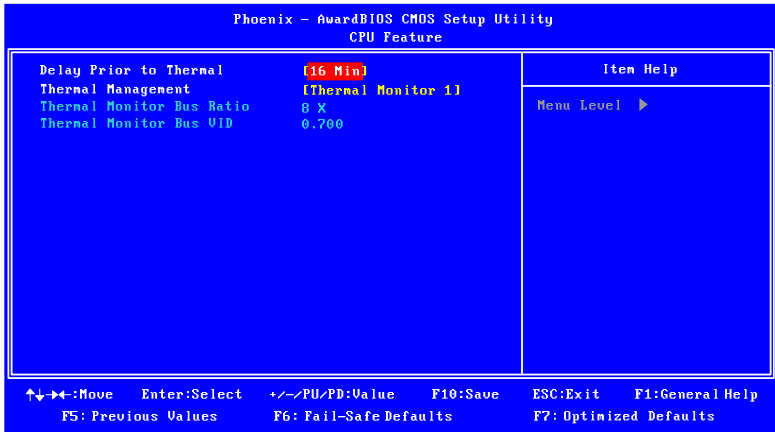 Phoenix – AwardBIOS CMOS Setup Utility
CPU Feature
Delay Prior to Thermal [16 Min]
Thermal Management [Thermal Monitor 1]
Thermal Monitor Bus Ratio 8 X
Thermal Monitor Bus VID 0.700
Item Help
Menu Level ▶
↑↓→←:Move Enter:Select +/-/PU/PD:Value F10:Save ESC:Exit F1:General Help
F5: Previous Values F6: Fail-Safe Defaults F7: Optimized Defaults